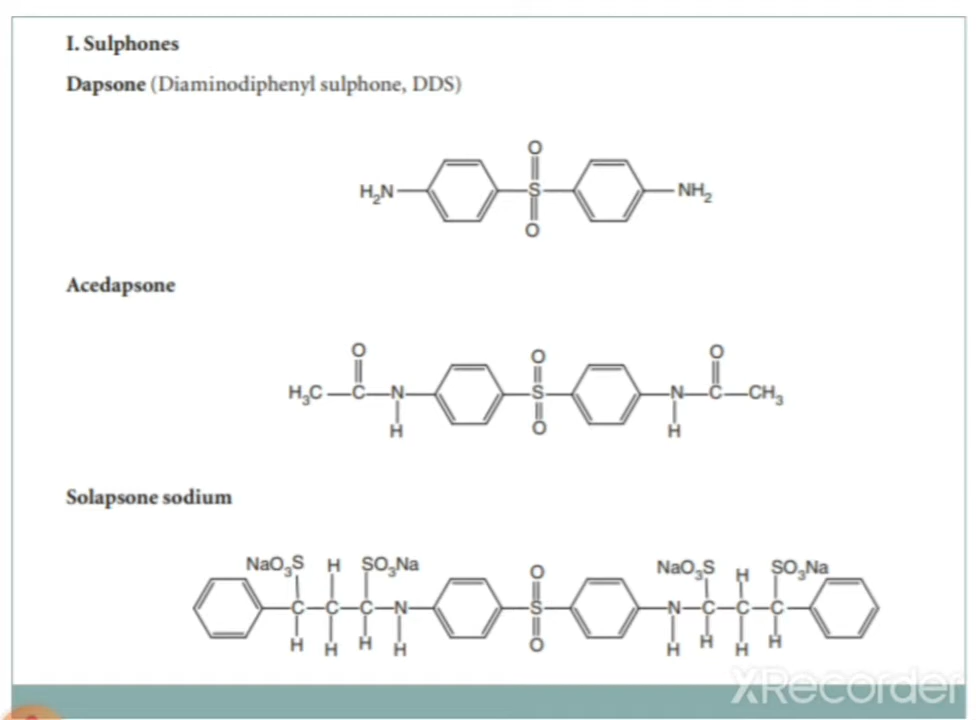 I. Sulphones
Dapsone (Diaminodiphenyl sulphone, DDS)
O
H₂N S NH₂
O
Acedapsone
O O O
H₃C C N S N C CH₃
H O H
Solapsone sodium
NaO₃S H SO₃Na O NaO₃S H SO₃Na
C C C N S N C C C
H H H H O H H H H
XRecorder